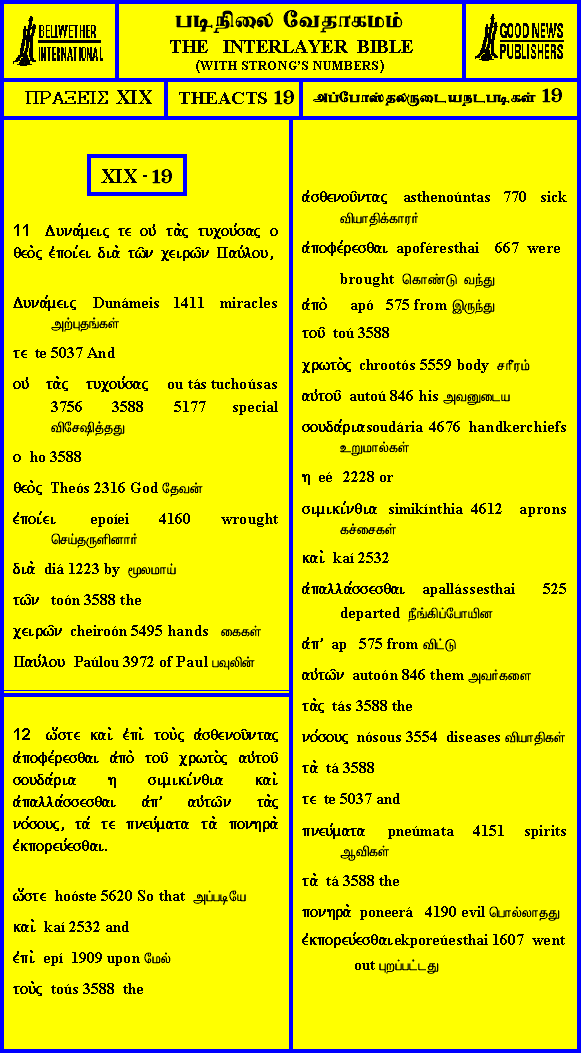 BELLWETHER
INTERNATIONAL
படிநிலை வேதாகமம்
THE INTERLAYER BIBLE
(WITH STRONG'S NUMBERS)
GOOD NEWS
PUBLISHERS
ΠΡΑΞΕΙΣ XIX
THEACTS 19
அப்போஸ்தலருடையநடபடிகள் 19
XIX - 19
11 Δυνάμεις τε οὐ τὰς τυχούσας ο
θεὸς ἐποίει διὰ τῶν χειρῶν Παύλου,
Δυνάμεις Dunámeis 1411 miracles
அற்புதங்கள்
τε te 5037 And
οὐ τὰς τυχούσας ou tás tuchoúsas
3756 3588 5177 special
விசேஷித்தது
ο ho 3588
θεὸς Theós 2316 God தேவன்
ἐποίει epoíei 4160 wrought
செய்தருளினார்
διὰ diá 1223 by மூலமாய்
τῶν toón 3588 the
χειρῶν cheiroón 5495 hands கைகள்
Παύλου Paúlou 3972 of Paul பவுலின்
12 ὥστε καὶ ἐπὶ τοὺς ἀσθενοῦντας
ἀποφέρεσθαι ἀπὸ τοῦ χρωτὸς αὐτοῦ
σουδάρια η σιμικίνθια καὶ
ἀπαλλάσσεσθαι ἀπ' αὐτῶν τὰς
νόσους, τά τε πνεύματα τὰ πονηρὰ
ἐκπορεύεσθαι.
ὥστε hoóste 5620 So that அப்படியே
καὶ kaí 2532 and
ἐπὶ epí 1909 upon மேல்
τοὺς toús 3588 the
ἀσθενοῦντας asthenoúntas 770 sick
வியாதிக்காரர்
ἀποφέρεσθαι apoféresthai 667 were
brought கொண்டு வந்து
ἀπὸ apó 575 from இருந்து
τοῦ toú 3588
χρωτὸς chrootós 5559 body சரீரம்
αὐτοῦ autoú 846 his அவனுடைய
σουδάρια soudária 4676 handkerchiefs
உறுமால்கள்
η eé 2228 or
σιμικίνθια simikínthia 4612 aprons
கச்சைகள்
καὶ kaí 2532
ἀπαλλάσσεσθαι apallássesthai 525
departed நீங்கிப்போயின
ἀπ' ap 575 from விட்டு
αὐτῶν autoón 846 them அவர்களை
τὰς tás 3588 the
νόσους nósous 3554 diseases வியாதிகள்
τὰ tá 3588
τε te 5037 and
πνεύματα pneúmata 4151 spirits
ஆவிகள்
τὰ tá 3588 the
πονηρὰ poneerá 4190 evil பொல்லாதது
ἐκπορεύεσθαι ekporeúesthai 1607 went
out புறப்பட்டது